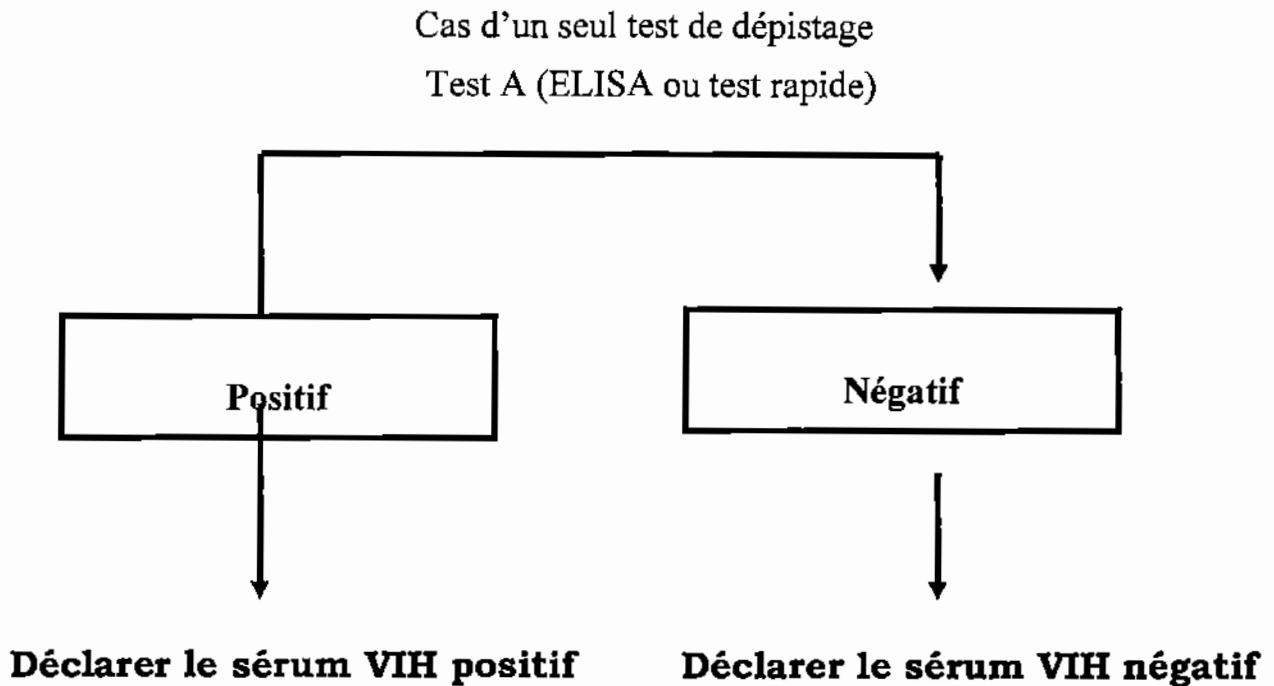 Cas d'un seul test de dépistage
Test A (ELISA ou test rapide)
Positif
Négatif
Déclarer le sérum VIH positif
Déclarer le sérum VIH négatif